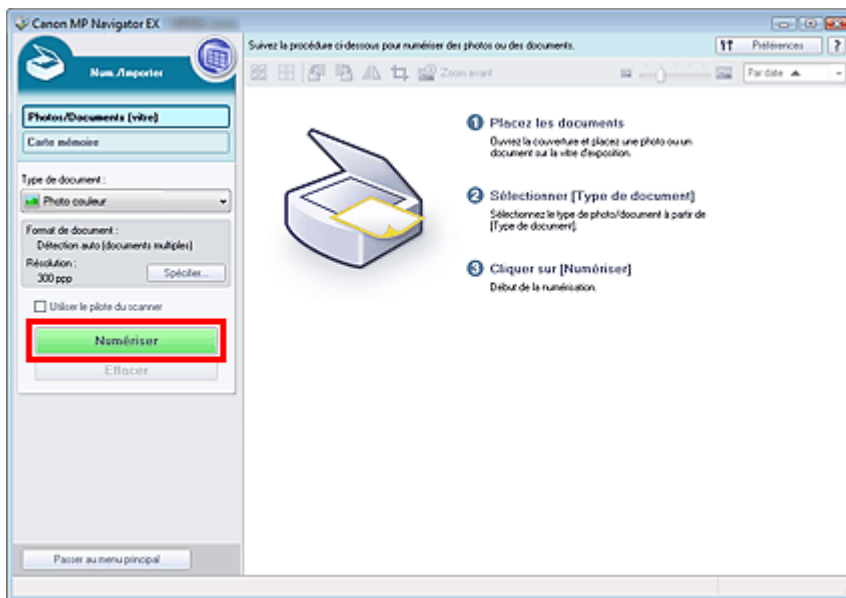 Canon MP Navigator EX
Num./Importer
Suivez la procédure ci-dessous pour numériser des photos ou des documents.
Préférences
?
Zoom avant
Par date
Photos/Documents (vitre)
Carte mémoire
Type de document :
Photo couleur
Format de document :
Détection auto (documents multiples)
Résolution :
300 ppp
Spécifier...
Utiliser le pilote du scanner
Numériser
Effacer
Passer au menu principal
1 Placez les documents
Ouvrez la couverture et placez une photo ou un
document sur la vitre d'exposition.
2 Sélectionner [Type de document]
Sélectionnez le type de photo/document à partir de
[Type de document].
3 Cliquer sur [Numériser]
Début de la numérisation.